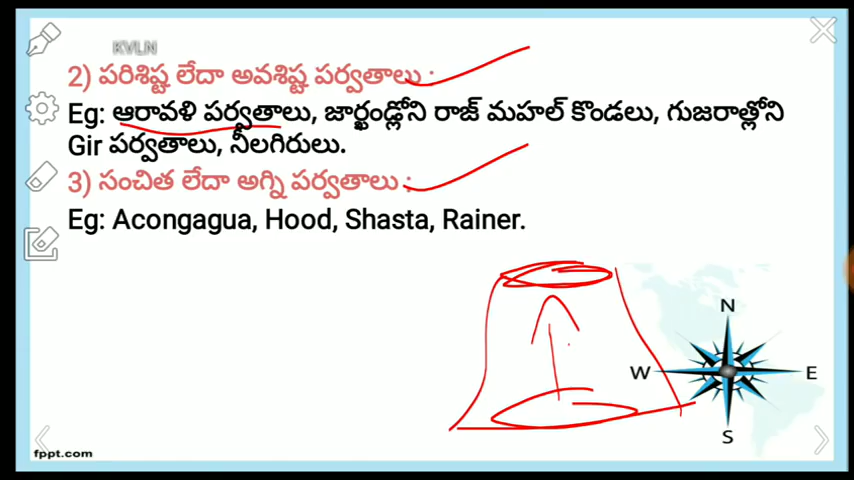 KVLN
2) పరిశిష్ట లేదా అవశిష్ట పర్వతాలు :
Eg: ఆరావళి పర్వతాలు, జార్ఖండ్లోని రాజ్ మహల్ కొండలు, గుజరాత్లోని
Gir పర్వతాలు, నీలగిరులు.
3) సంచిత లేదా అగ్ని పర్వతాలు :
Eg: Acongagua, Hood, Shasta, Rainer.
N
W E
S
fppt.com